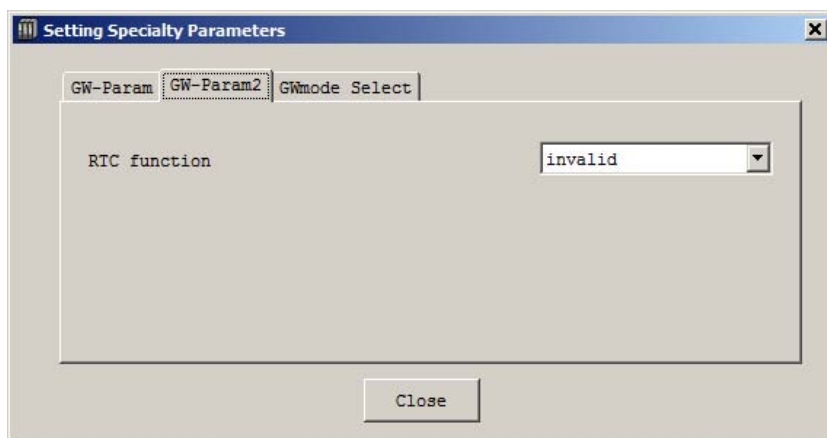 Setting Specialty Parameters
GW-Param GW-Param2 GWmode Select
RTC function invalid
Close